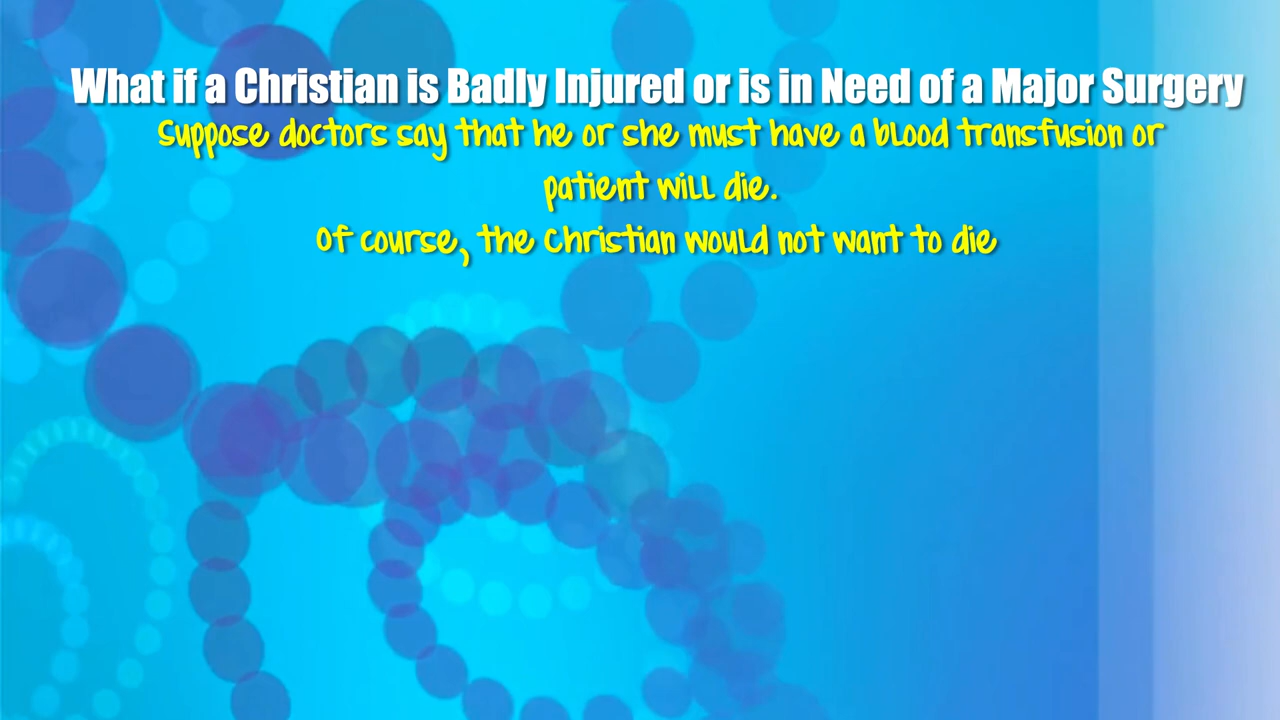 What if a Christian is Badly Injured or is in Need of a Major Surgery
Suppose doctors say that he or she must have a blood transfusion or
patient will die.
Of course, the Christian would not want to die